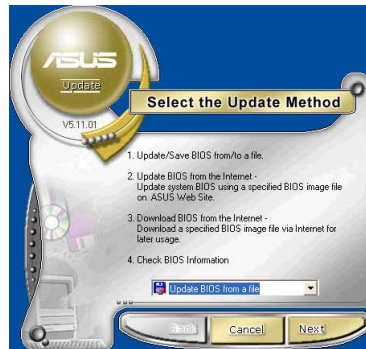 ASUS
Update
V5.11.01
Select the Update Method
1. Update/Save BIOS from/to a file.
2. Update BIOS from the Internet -
Update system BIOS using a specified BIOS image file
on ASUS Web Site.
3. Download BIOS from the Internet -
Download a specified BIOS image file via Internet for
later usage.
4. Check BIOS Information
Update BIOS from a file
Back
Cancel
Next